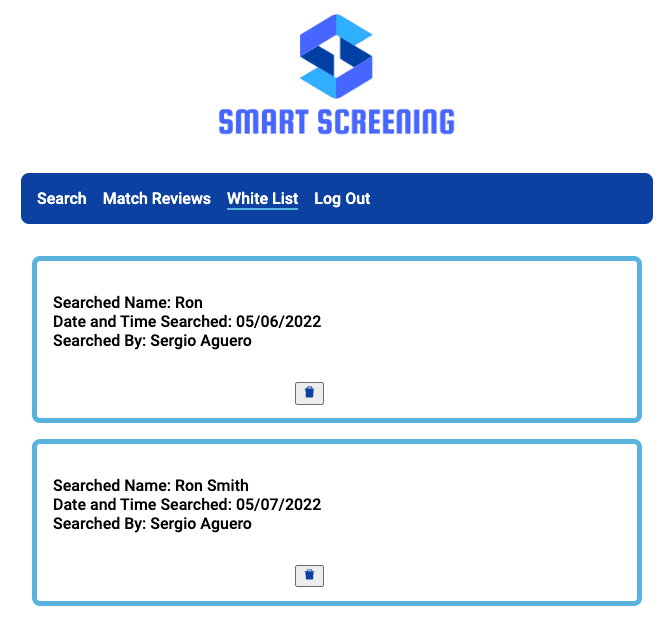 SMART SCREENING
Search Match Reviews White List Log Out
Searched Name: Ron
Date and Time Searched: 05/06/2022
Searched By: Sergio Aguero
Searched Name: Ron Smith
Date and Time Searched: 05/07/2022
Searched By: Sergio Aguero